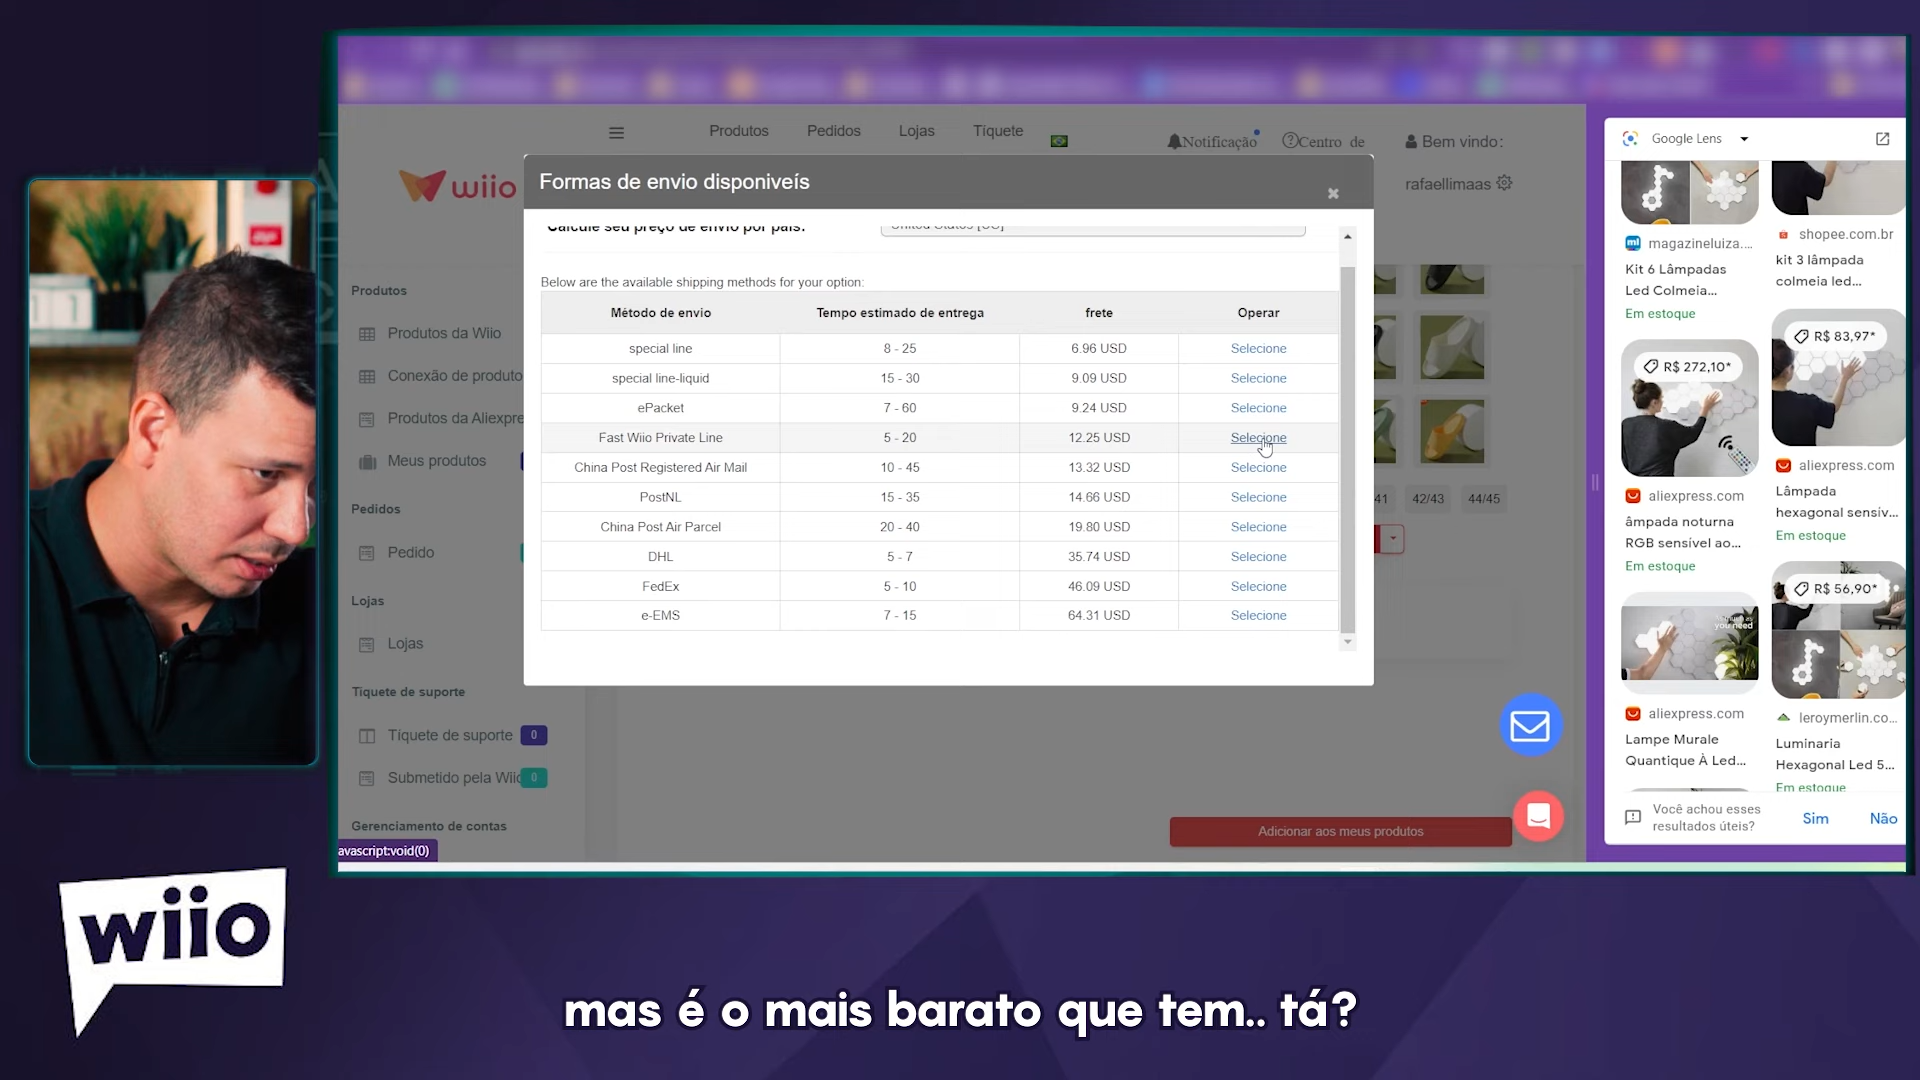 Produtos
Pedidos
Lojas
Tíquete
Notificação
Centro de
Bem vindo:
rafaellimaas
wiio
Formas de envio disponiveís
Calcule seu preço de envio por país:
United States [US]
Below are the available shipping methods for your option:
Método de envio Tempo estimado de entrega frete Operar
special line 8 - 25 6.96 USD Selecione
special line-liquid 15 - 30 9.09 USD Selecione
ePacket 7 - 60 9.24 USD Selecione
Fast Wiio Private Line 5 - 20 12.25 USD Selecione
China Post Registered Air Mail 10 - 45 13.32 USD Selecione
PostNL 15 - 35 14.66 USD Selecione
China Post Air Parcel 20 - 40 19.80 USD Selecione
DHL 5 - 7 35.74 USD Selecione
FedEx 5 - 10 46.09 USD Selecione
e-EMS 7 - 15 64.31 USD Selecione
Produtos
Produtos da Wiio
Conexão de produto
Produtos da Aliexpre
Meus produtos
Pedidos
Pedido
Lojas
Lojas
Tiquete de suporte
Tíquete de suporte 0
Submetido pela Wiio 0
Gerenciamento de contas
avascript:void(0)
41 42/43 44/45
Adicionar aos meus produtos
Google Lens
magazineluiza....
Kit 6 Lâmpadas
Led Colmeia...
Em estoque
shopee.com.br
kit 3 lâmpada
colmeia led...
R$ 272,10*
aliexpress.com
âmpada noturna
RGB sensível ao...
Em estoque
R$ 83,97*
aliexpress.com
Lâmpada
hexagonal sensív...
Em estoque
you need
aliexpress.com
Lampe Murale
Quantique À Led...
R$ 56,90*
leroymerlin.co...
Luminaria
Hexagonal Led 5...
Em estoque
Você achou esses
resultados úteis?
Sim
Não
wiio
mas é o mais barato que tem.. tá?